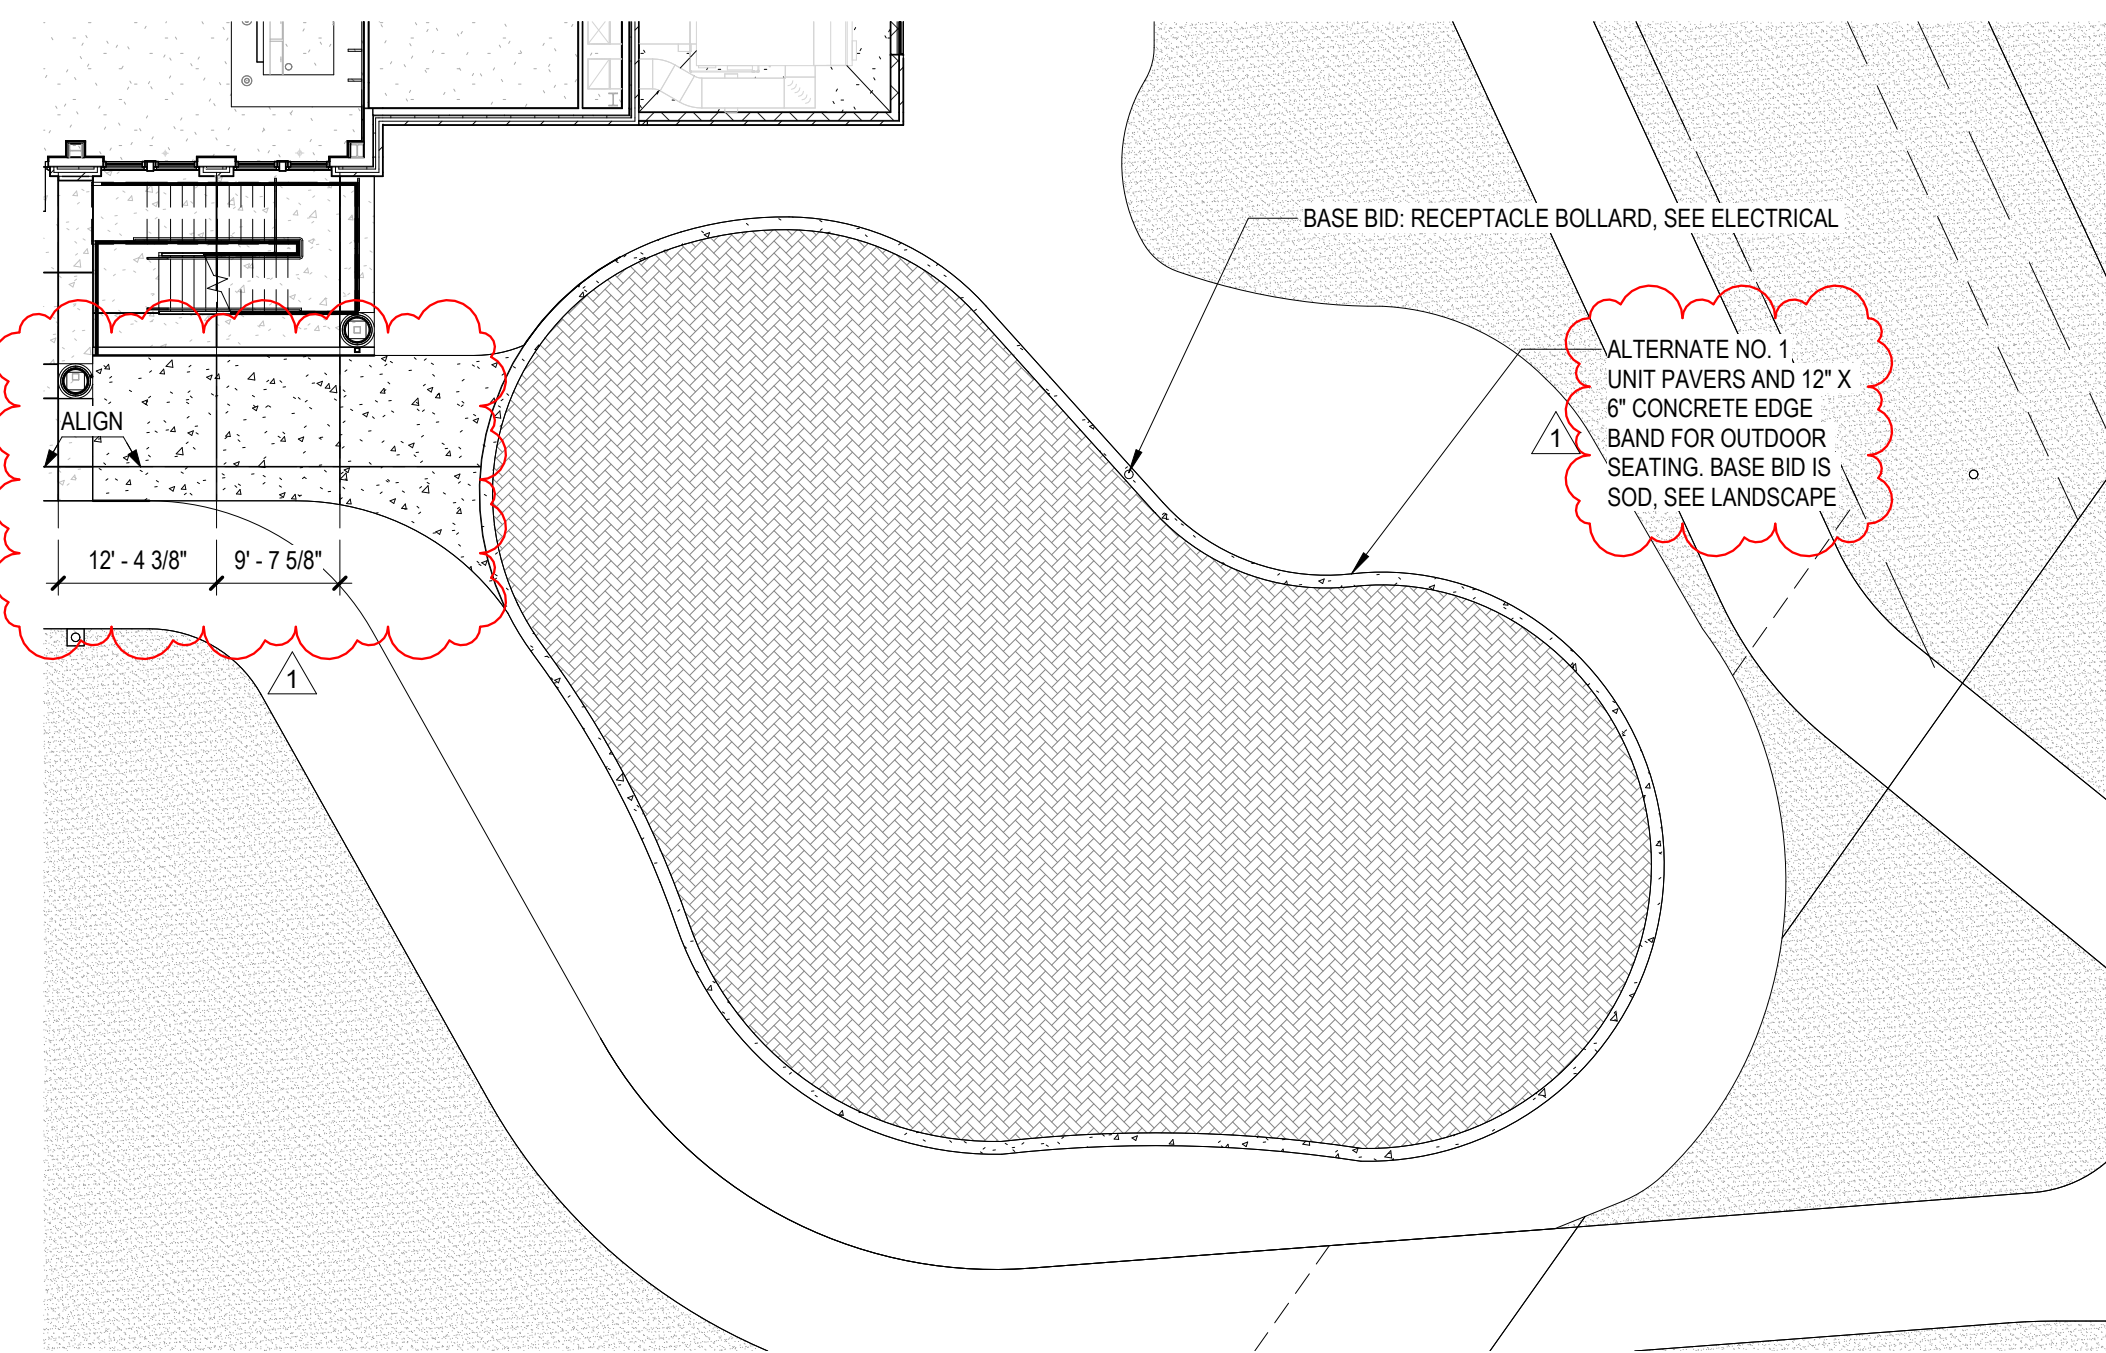 BASE BID: RECEPTACLE BOLLARD, SEE ELECTRICAL
ALTERNATE NO. 1
UNIT PAVERS AND 12" X
6" CONCRETE EDGE
BAND FOR OUTDOOR
SEATING. BASE BID IS
SOD, SEE LANDSCAPE
1
ALIGN
12' - 4 3/8"
9' - 7 5/8"
1